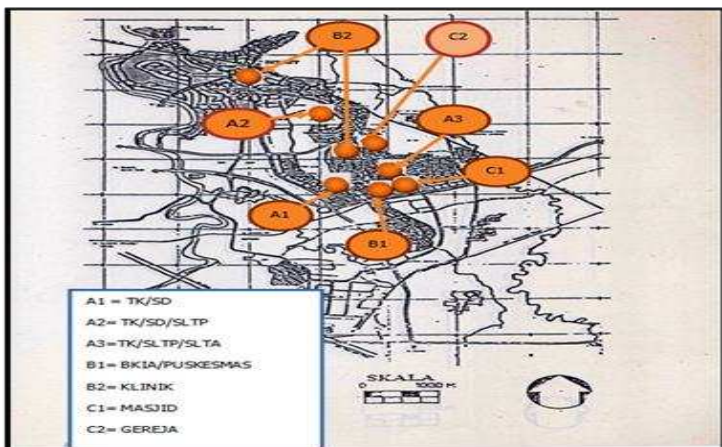 B2
C2
A2
A3
C1
A1
B1
A1 = TK/SD
A2= TK/SD/SLTP
A3=TK/SLTP/SLTA
B1= BKIA/PUSKESMAS
B2= KLINIK
C1= MASJID
C2= GEREJA
SKALA
0 1000 M